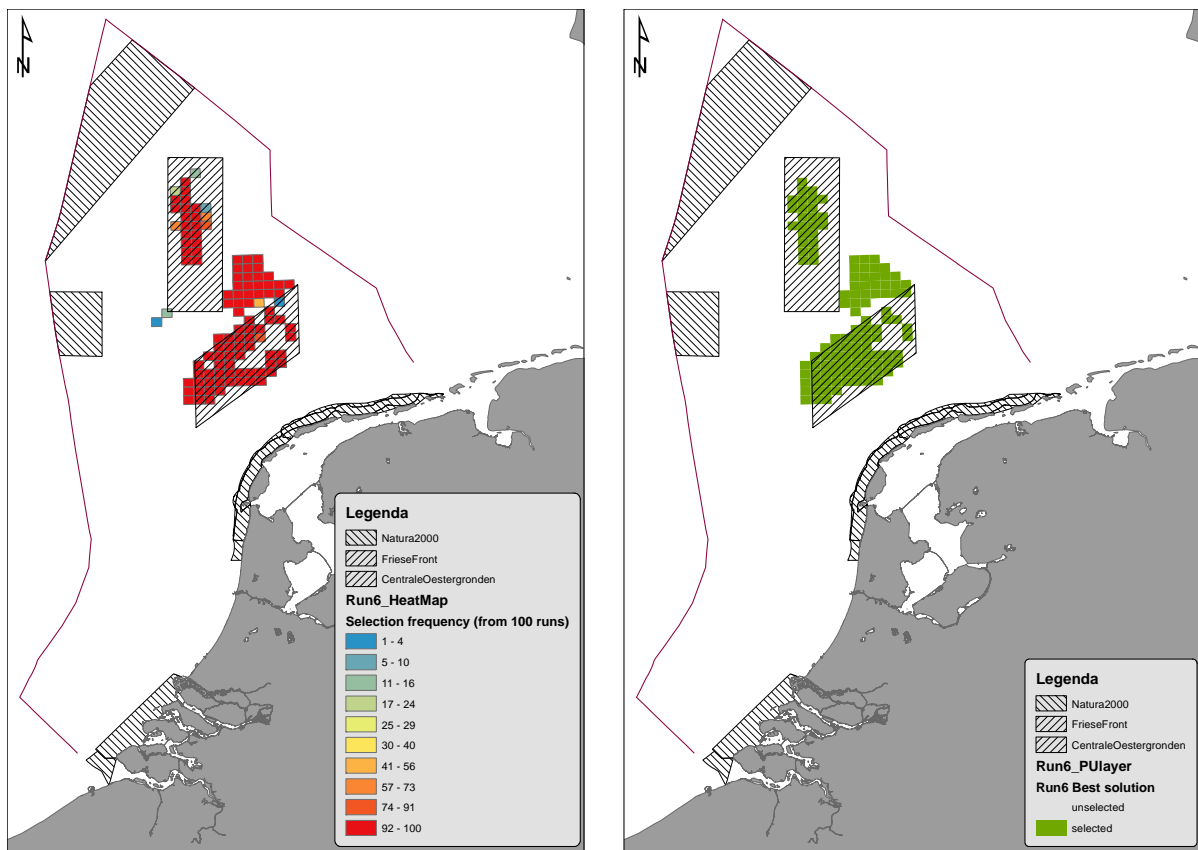 N
Legenda
Natura2000
FrieseFront
CentraleOestergronden
Run6_HeatMap
Selection frequency (from 100 runs)
1 - 4
5 - 10
11 - 16
17 - 24
25 - 29
30 - 40
41 - 56
57 - 73
74 - 91
92 - 100
N
Legenda
Natura2000
FrieseFront
CentraleOestergronden
Run6_PUlayer
Run6 Best solution
unselected
selected